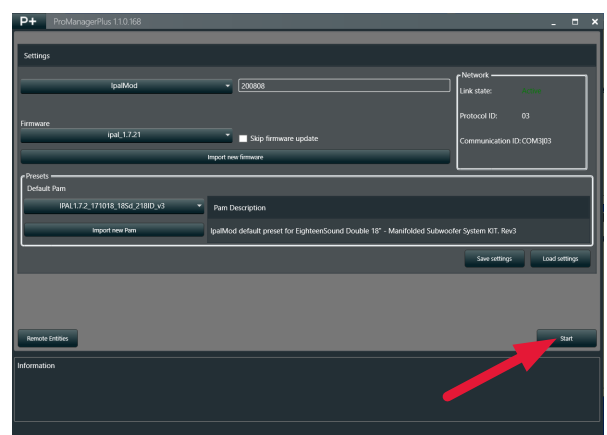 P+ ProManagerPlus 1.1.0.168
Settings
IpalMod 200808
Network
Link state:
Protocol ID: 03
Communication ID: COM3|03
Firmware
ipal_1.7.21 Skip firmware update
Import new firmware
Presets
Default Pam
IPAL1.7.2_171018_18Sd_218ID_v3 Pam Description
Import new Pam IpalMod default preset for EighteenSound Double 18" - Manifolded Subwoofer System KIT. Rev3
Save settings Load settings
Remote Entities Start
Information